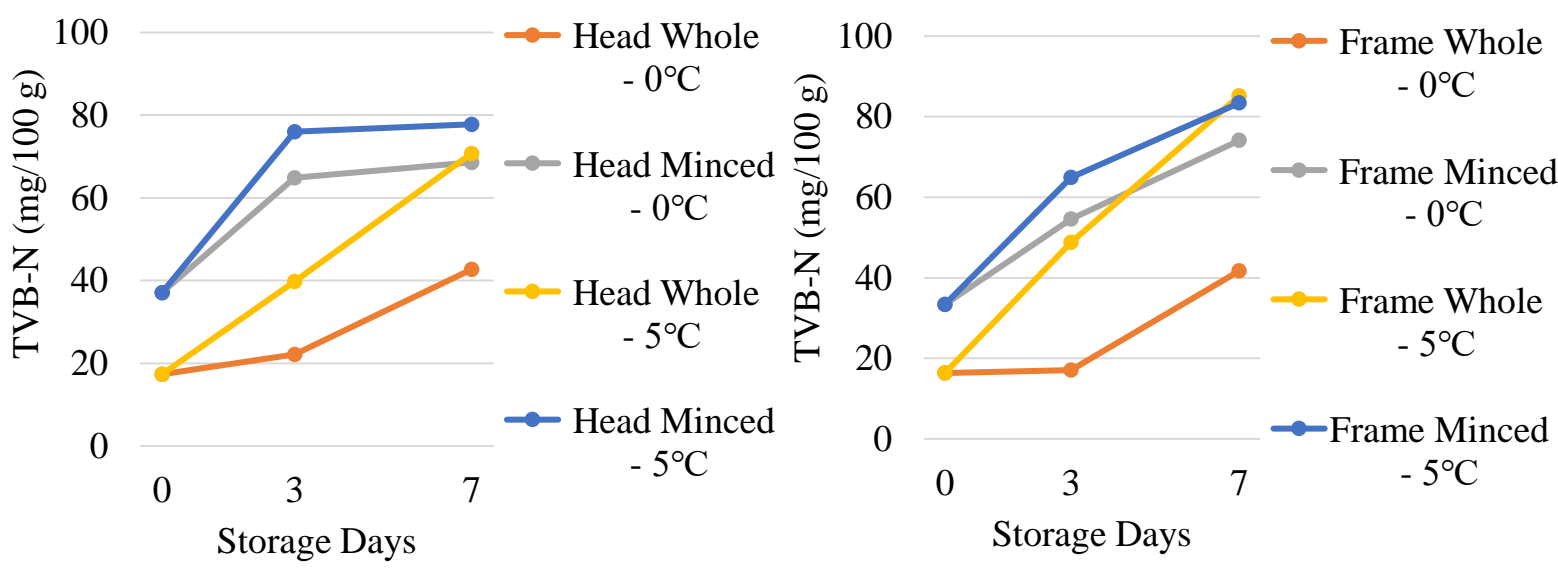 TVB-N (mg/100 g)
100
80
60
40
20
0
0 3 7
Storage Days
Head Whole
- 0°C
Head Minced
- 0°C
Head Whole
- 5°C
Head Minced
- 5°C
TVB-N (mg/100 g)
100
80
60
40
20
0
0 3 7
Storage Days
Frame Whole
- 0°C
Frame Minced
- 0°C
Frame Whole
- 5°C
Frame Minced
- 5°C